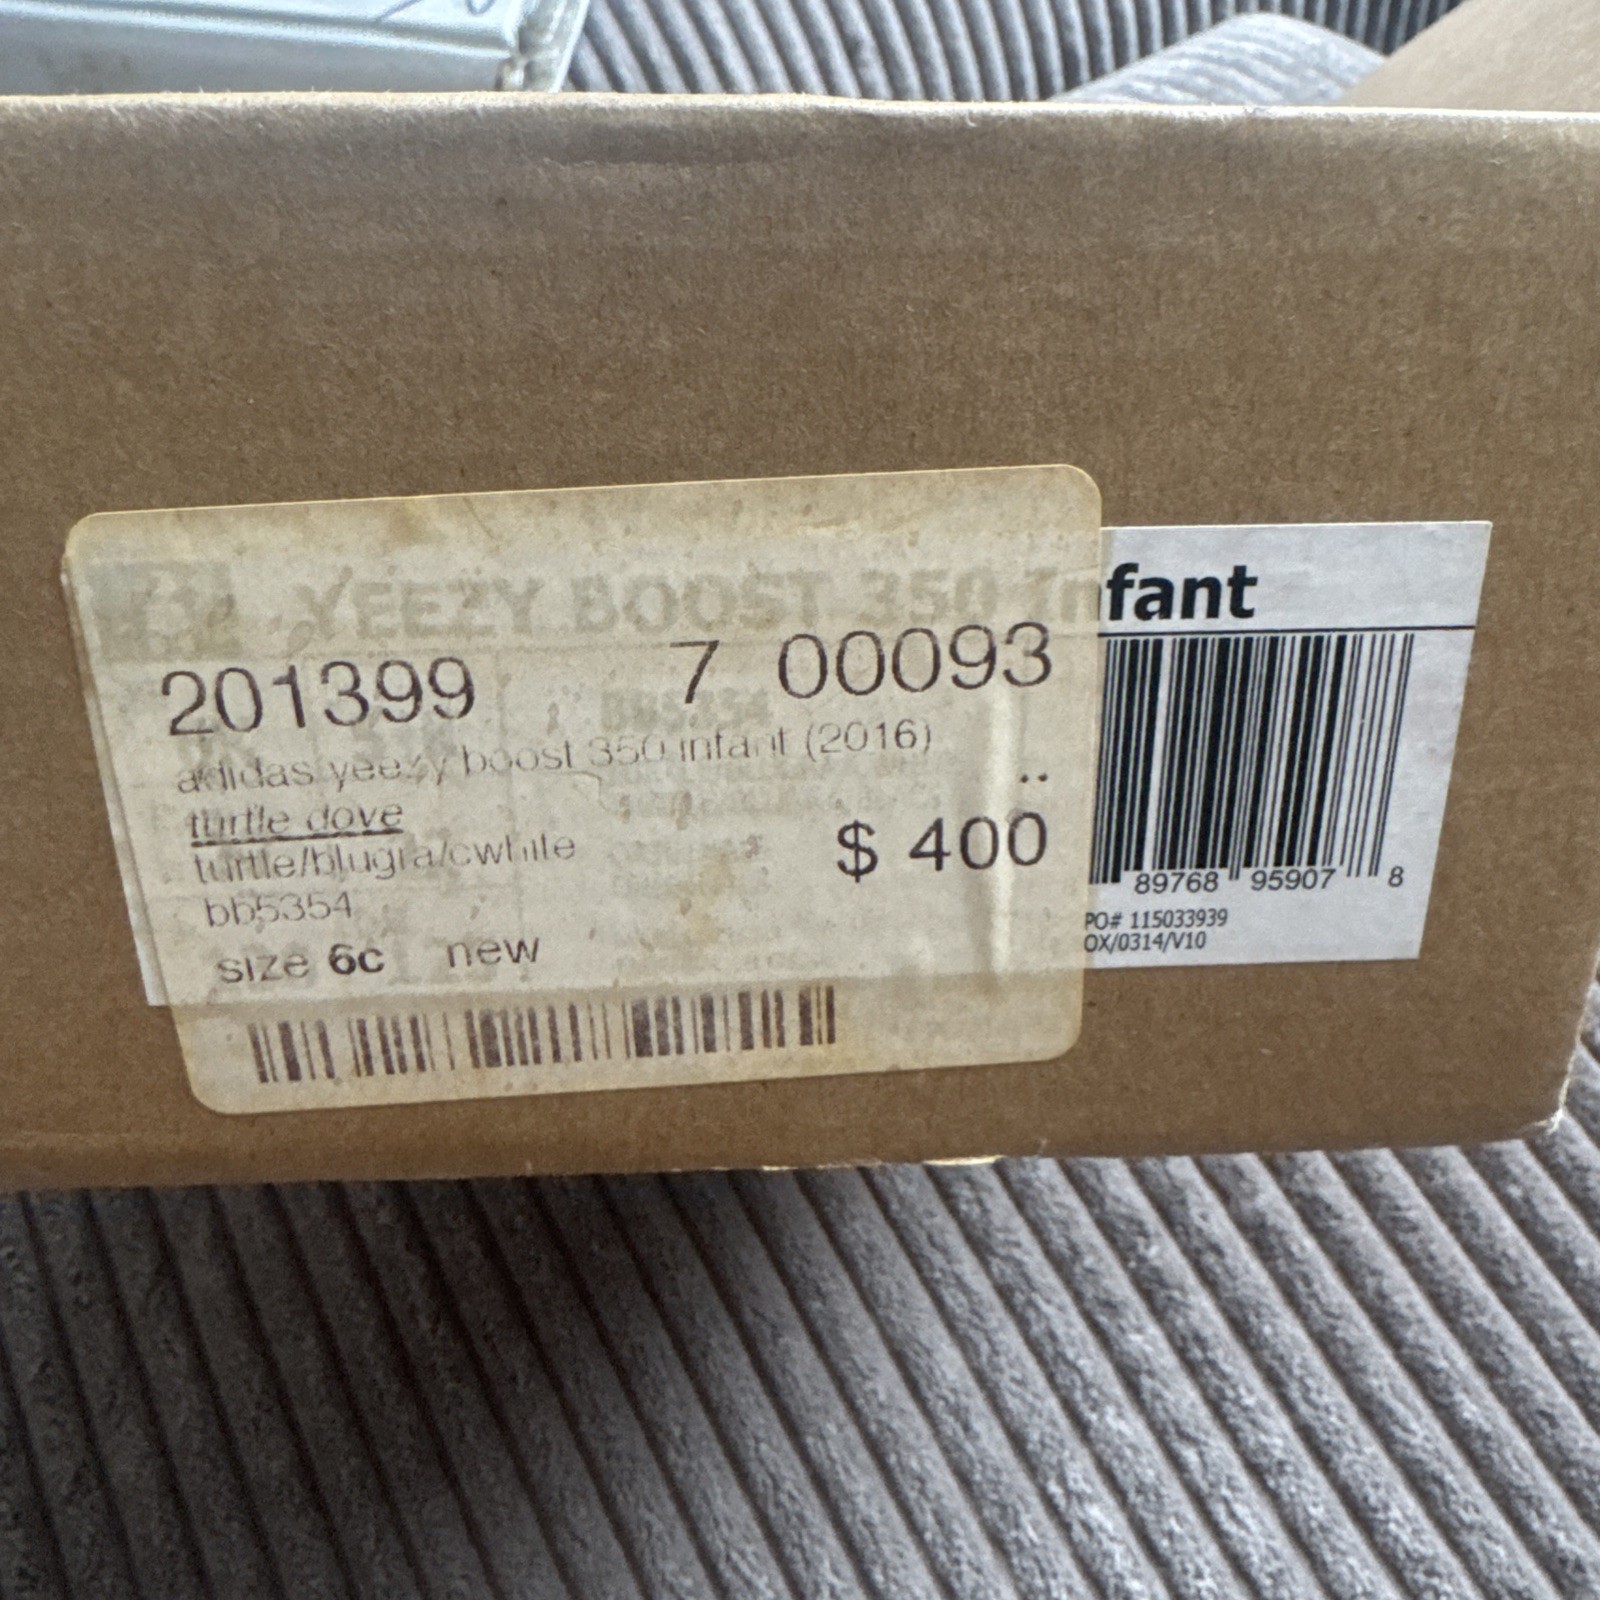 YEEZY BOOST 350 Infant
201399 7 00093
adidas yeezy boost 350 infant (2016)
turtle dove
..
turtle/blugra/cwhite
$ 400
bb5354
size 6c new
89768 95907 8
PO# 115033939
OX/0314/V10